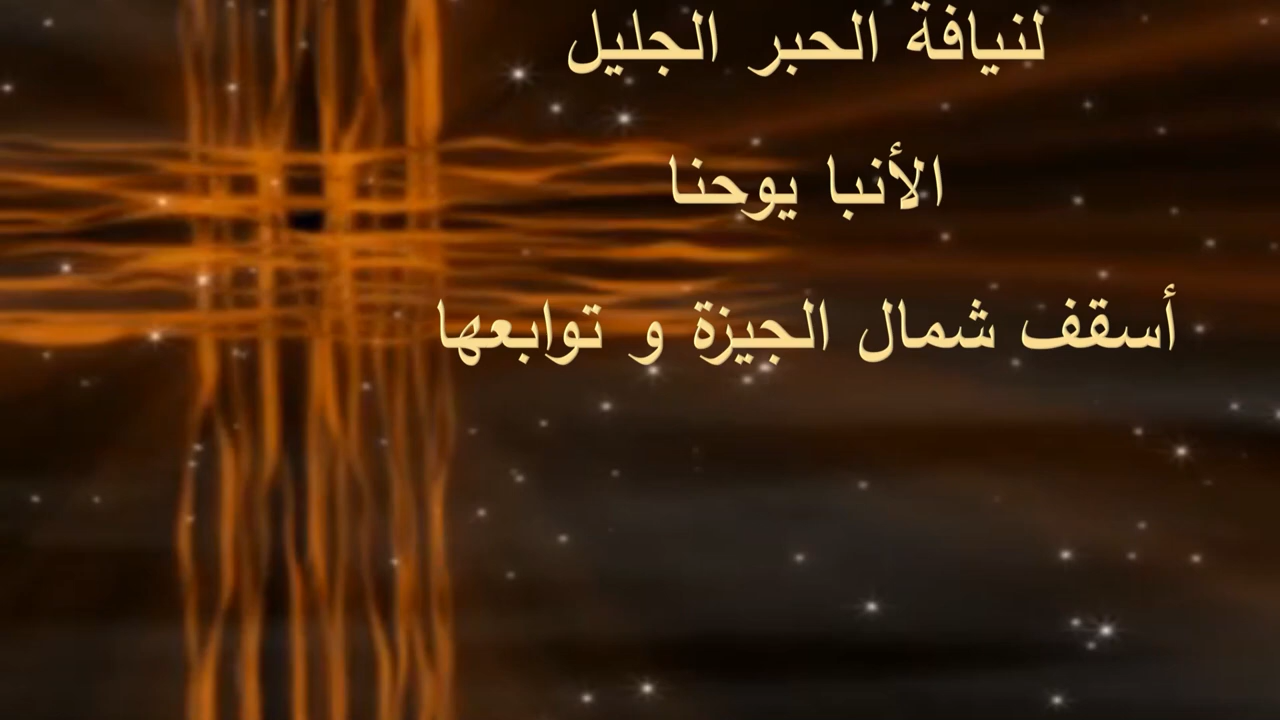 لنيافة الحبر الجليل
الأنبا يوحنا
أسقف شمال الجيزة و توابعها